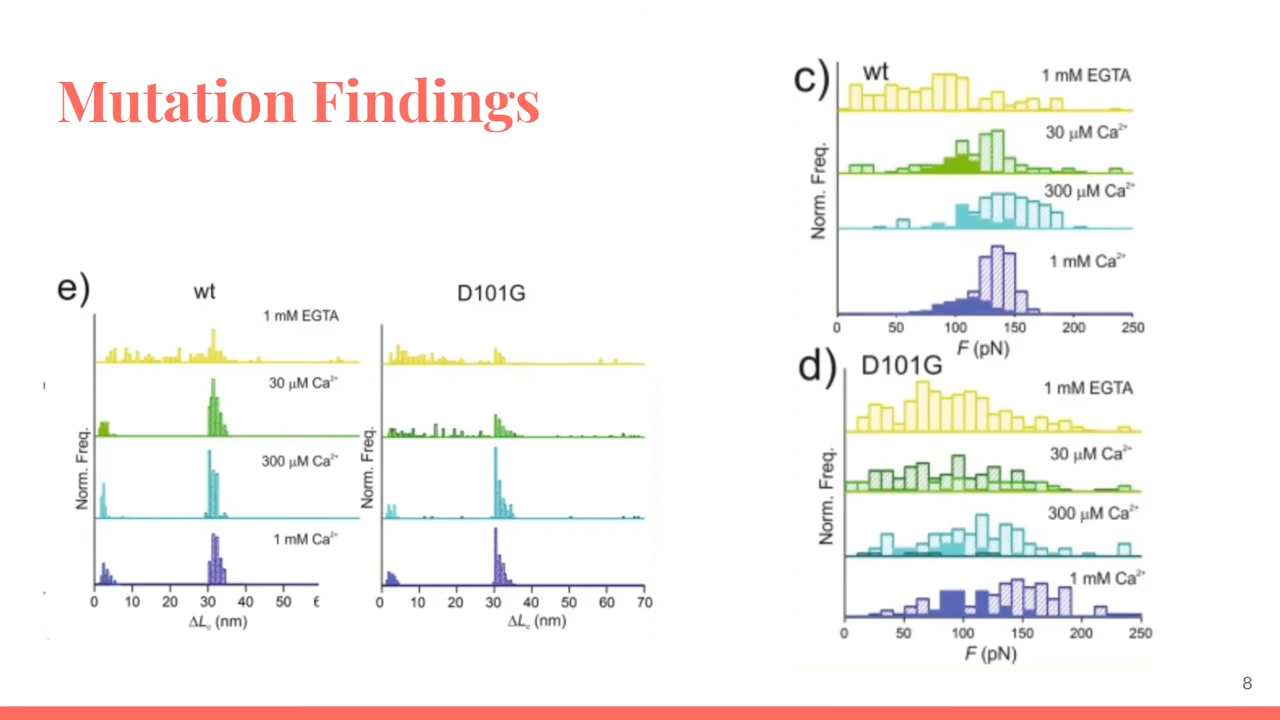 Mutation Findings
e)
wt
D101G
1 mM EGTA
30 μM Ca²⁺
300 μM Ca²⁺
1 mM Ca²⁺
Norm. Freq.
Norm. Freq.
0 10 20 30 40 50
ΔL꜀ (nm)
0 10 20 30 40 50 60 70
ΔL꜀ (nm)
c) wt
1 mM EGTA
30 μM Ca²⁺
300 μM Ca²⁺
1 mM Ca²⁺
Norm. Freq.
0 50 100 150 200 250
F (pN)
d) D101G
1 mM EGTA
30 μM Ca²⁺
300 μM Ca²⁺
1 mM Ca²⁺
Norm. Freq.
0 50 100 150 200 250
F (pN)
8